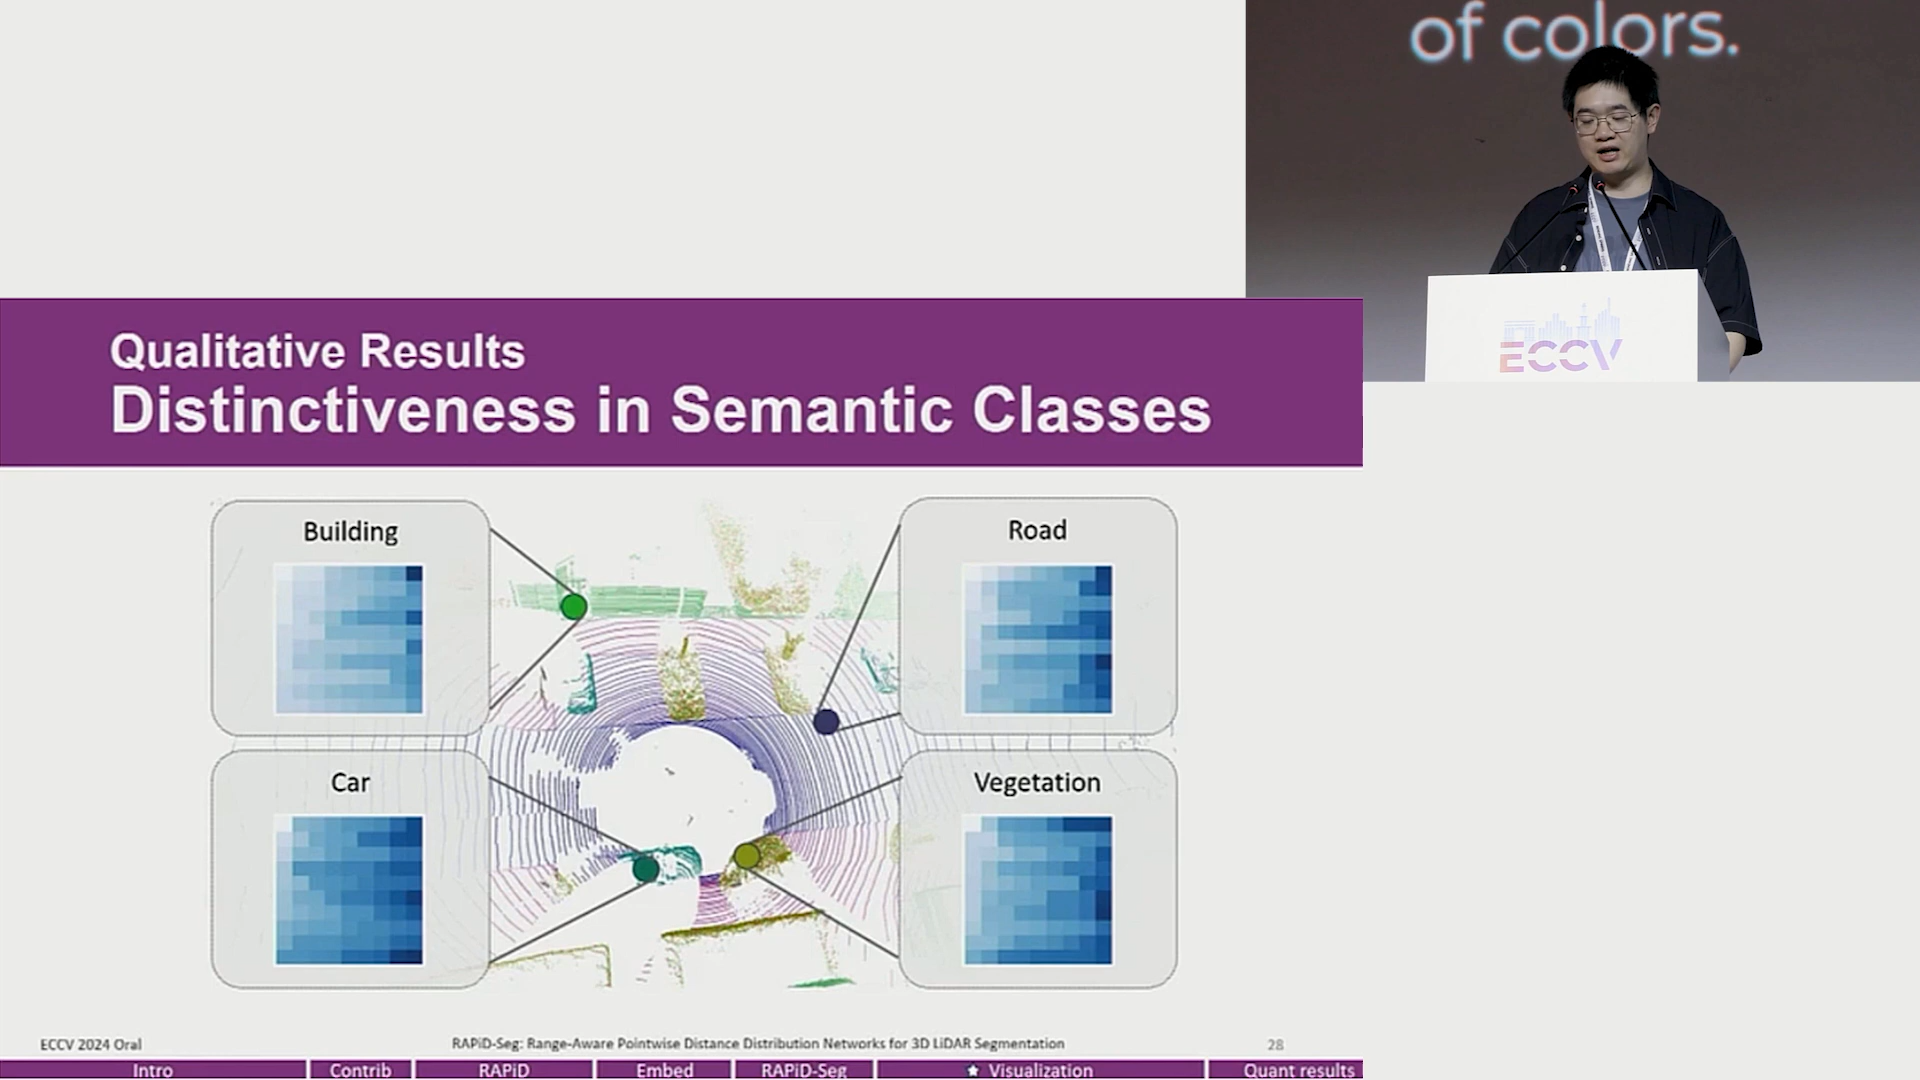 of colors.
ECCV
Qualitative Results
Distinctiveness in Semantic Classes
Building
Road
Car
Vegetation
ECCV 2024 Oral
RAPiD-Seg: Range-Aware Pointwise Distance Distribution Networks for 3D LiDAR Segmentation
28
Intro
Contrib
RAPiD
Embed
RAPiD-Seg
Visualization
Quant results